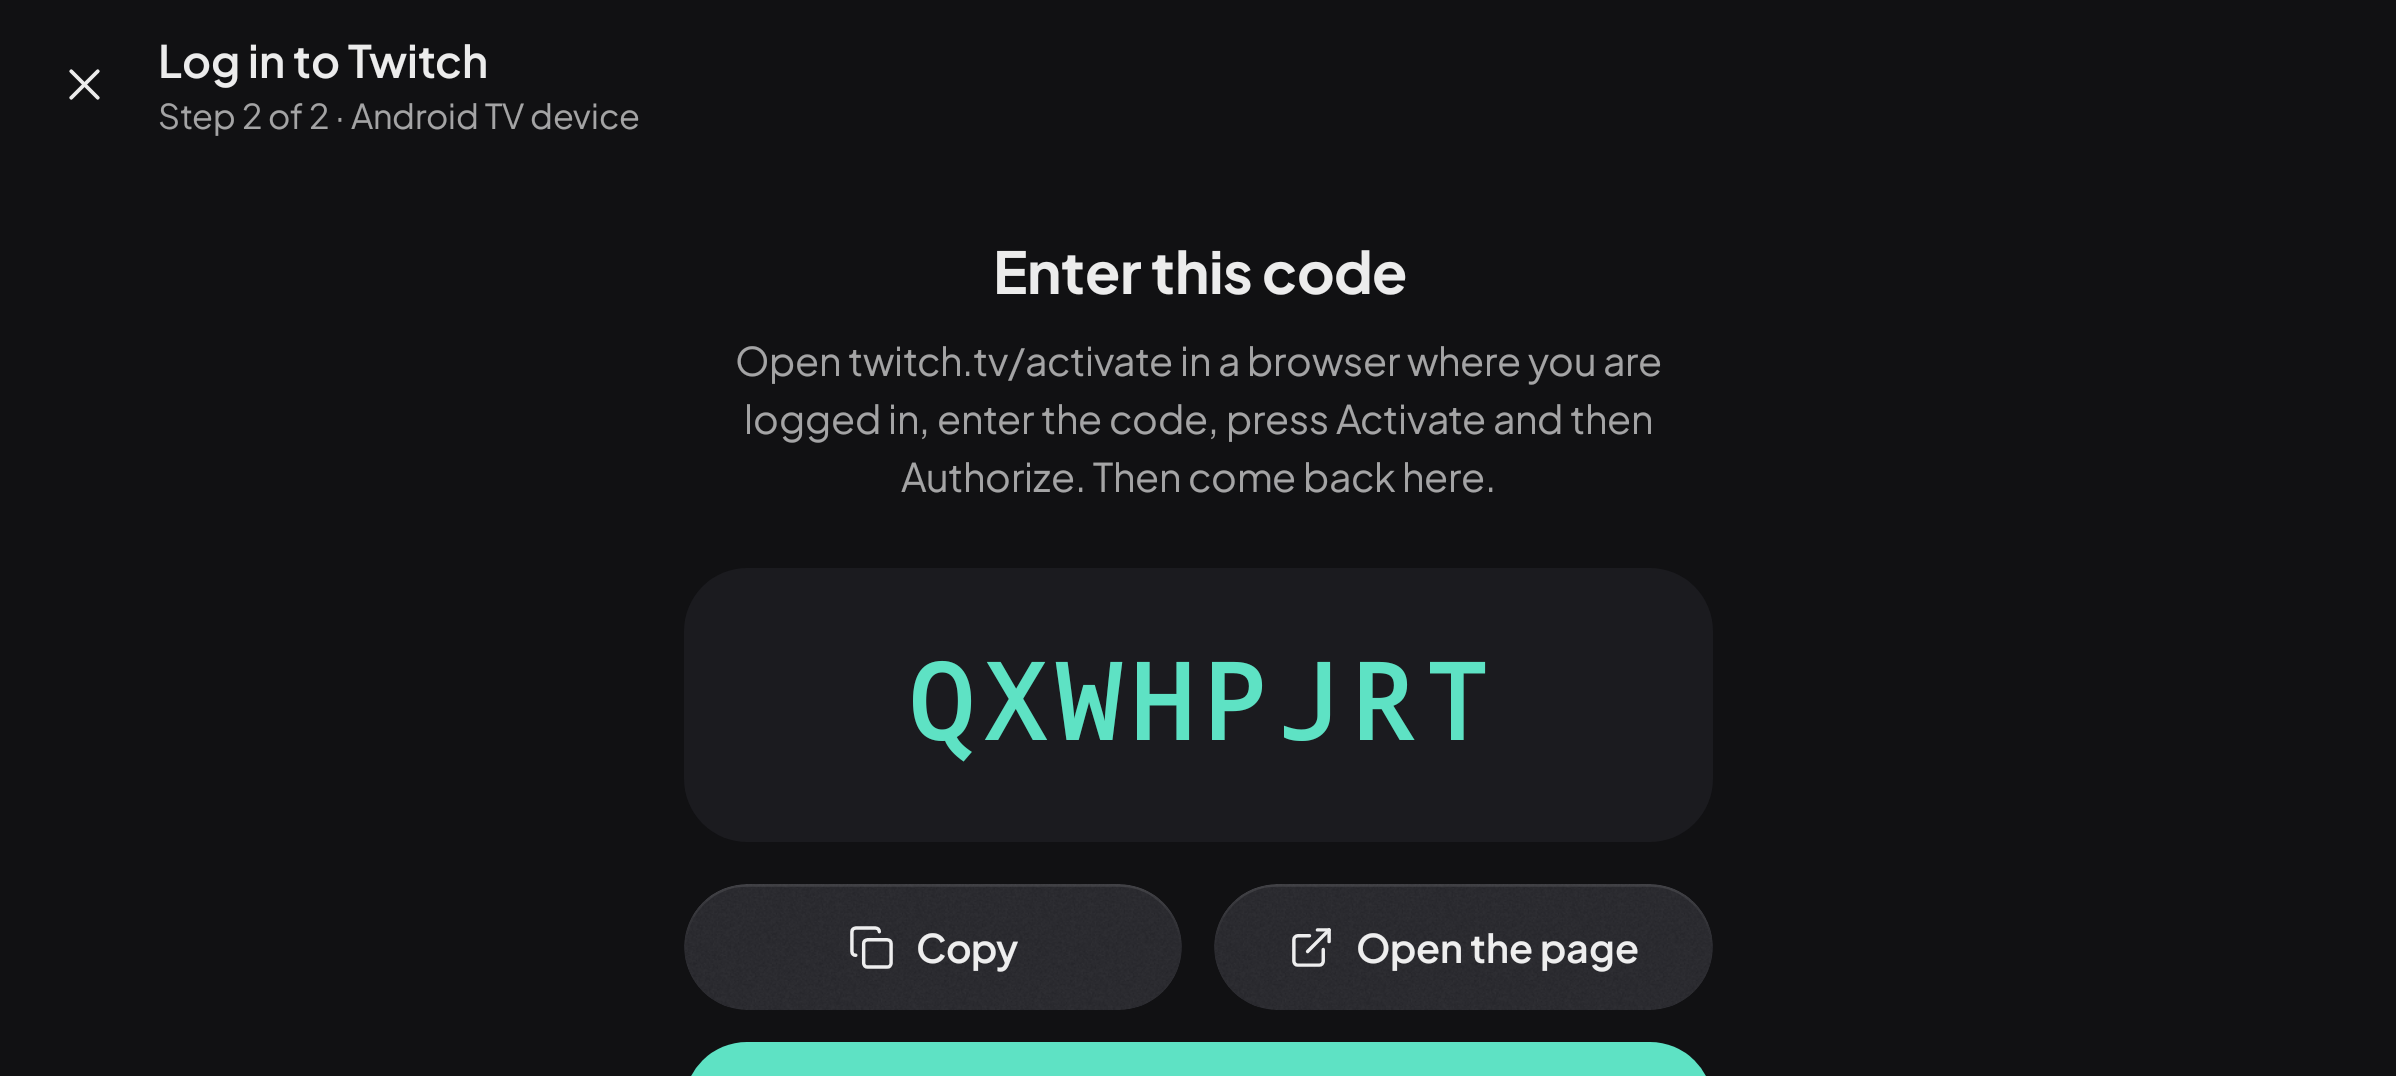 Log in to Twitch
Step 2 of 2 · Android TV device
Enter this code
Open twitch.tv/activate in a browser where you are
logged in, enter the code, press Activate and then
Authorize. Then come back here.
QXWHPJRT
Copy
Open the page